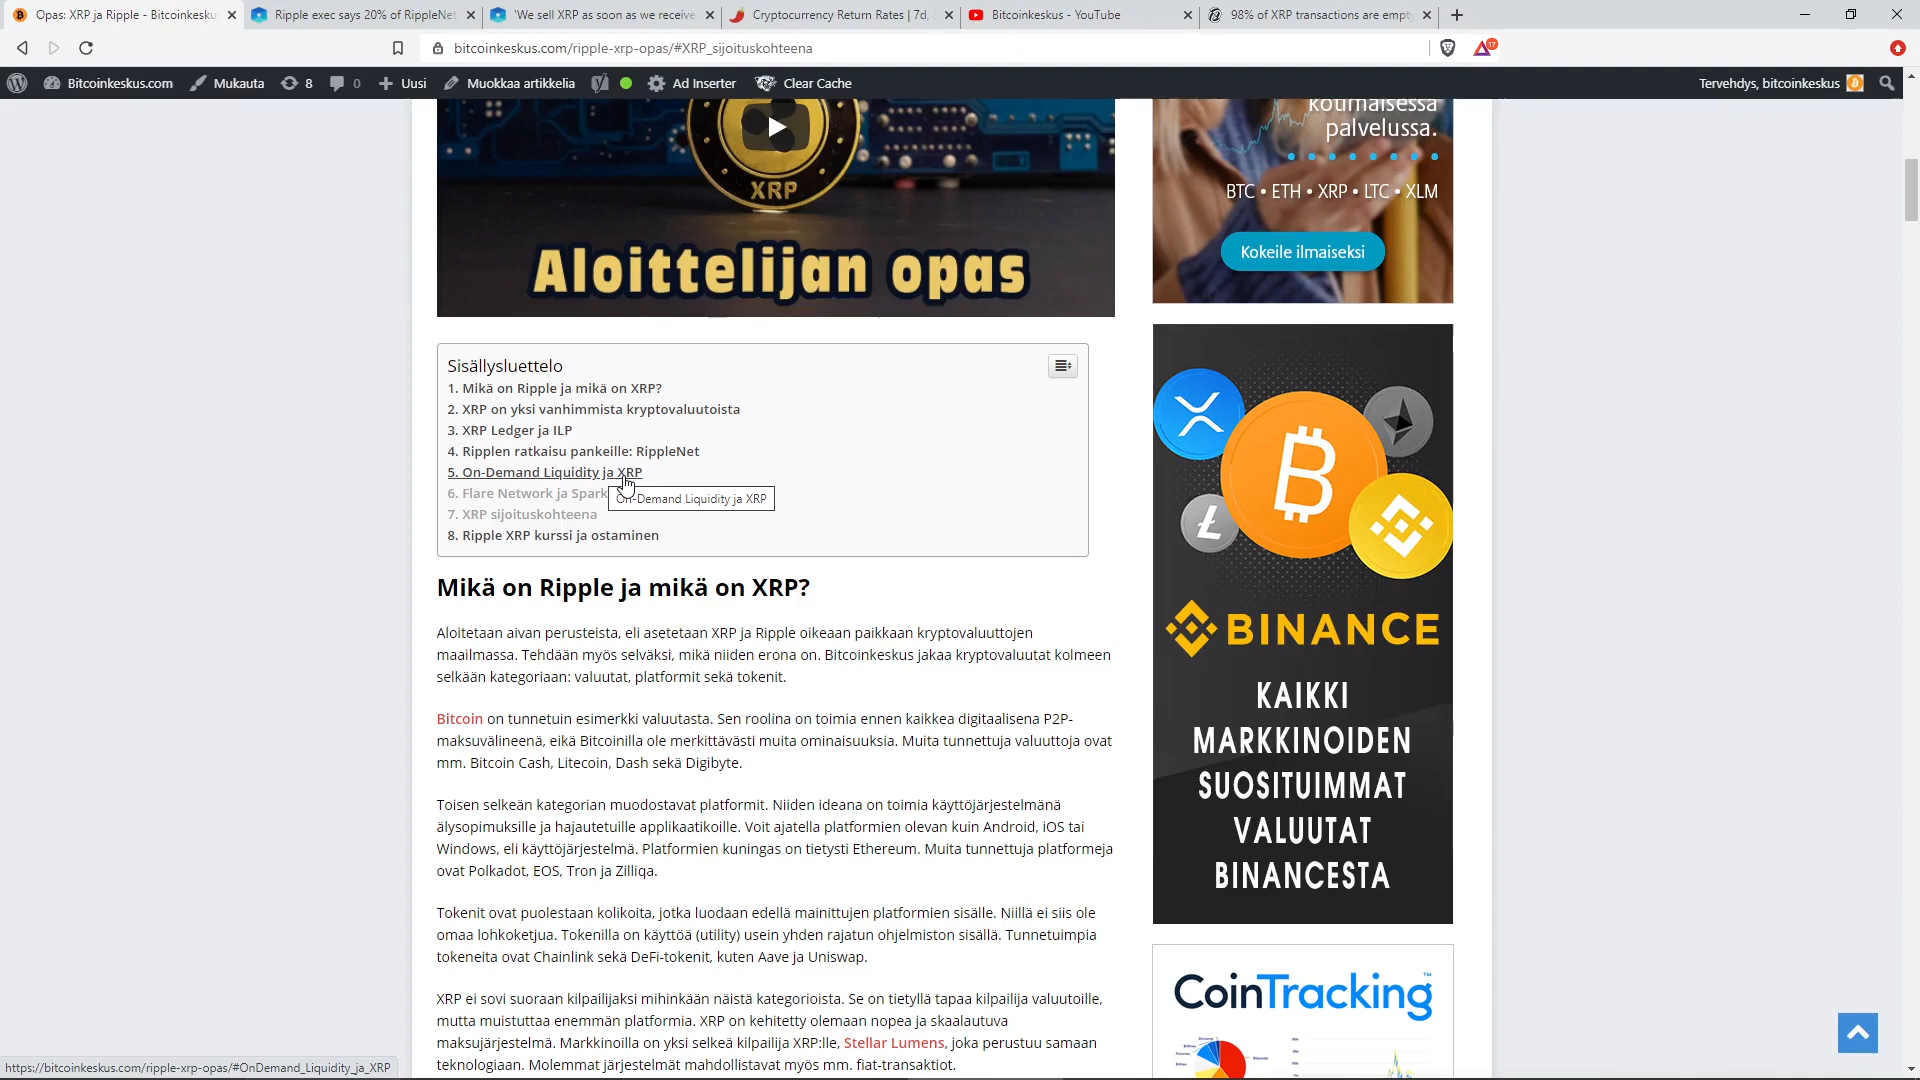 Opas: XRP ja Ripple - Bitcoinkesku
Ripple exec says 20% of RippleNet
'We sell XRP as soon as we receive
Cryptocurrency Return Rates | 7d,
Bitcoinkeskus - YouTube
98% of XRP transactions are empty
bitcoinkeskus.com/ripple-xrp-opas/#XRP_sijoituskohteena
17
Bitcoinkeskus.com
Mukauta
8
0
Uusi
Muokkaa artikkelia
Ad Inserter
Clear Cache
Tervehdys, bitcoinkeskus
XRP
Aloittelijan opas
Sisällysluettelo
1. Mikä on Ripple ja mikä on XRP?
2. XRP on yksi vanhimmista kryptovaluutoista
3. XRP Ledger ja ILP
4. Ripplen ratkaisu pankeille: RippleNet
5. On-Demand Liquidity ja XRP
6. Flare Network ja Spark
On-Demand Liquidity ja XRP
7. XRP sijoituskohteena
8. Ripple XRP kurssi ja ostaminen
Mikä on Ripple ja mikä on XRP?
Aloitetaan aivan perusteista, eli asetetaan XRP ja Ripple oikeaan paikkaan kryptovaluuttojen
maailmassa. Tehdään myös selväksi, mikä niiden erona on. Bitcoinkeskus jakaa kryptovaluutat kolmeen
selkään kategoriaan: valuutat, platformit sekä tokenit.
Bitcoin on tunnetuin esimerkki valuutasta. Sen roolina on toimia ennen kaikkea digitaalisena P2P-
maksuvälineenä, eikä Bitcoinilla ole merkittävästi muita ominaisuuksia. Muita tunnettuja valuuttoja ovat
mm. Bitcoin Cash, Litecoin, Dash sekä Digibyte.
Toisen selkeän kategorian muodostavat platformit. Niiden ideana on toimia käyttöjärjestelmänä
älysopimuksille ja hajautetuille applikaatikoille. Voit ajatella platformien olevan kuin Android, iOS tai
Windows, eli käyttöjärjestelmä. Platformien kuningas on tietysti Ethereum. Muita tunnettuja platformeja
ovat Polkadot, EOS, Tron ja Zilliqa.
Tokenit ovat puolestaan kolikoita, jotka luodaan edellä mainittujen platformien sisälle. Niillä ei siis ole
omaa lohkoketjua. Tokenilla on käyttöä (utility) usein yhden rajatun ohjelmiston sisällä. Tunnetuimpia
tokeneita ovat Chainlink sekä DeFi-tokenit, kuten Aave ja Uniswap.
XRP ei sovi suoraan kilpailijaksi mihinkään näistä kategorioista. Se on tietyllä tapaa kilpailija valuutoille,
mutta muistuttaa enemmän platformia. XRP on kehitetty olemaan nopea ja skaalautuva
maksujärjestelmä. Markkinoilla on yksi selkeä kilpailija XRP:lle, Stellar Lumens, joka perustuu samaan
teknologiaan. Molemmat järjestelmät mahdollistavat myös mm. fiat-transaktiot.
kotimaisessa
palvelussa.
BTC • ETH • XRP • LTC • XLM
Kokeile ilmaiseksi
BINANCE
KAIKKI
MARKKINOIDEN
SUOSITUIMMAT
VALUUTAT
BINANCESTA
CoinTracking™
https://bitcoinkeskus.com/ripple-xrp-opas/#OnDemand_Liquidity_ja_XRP